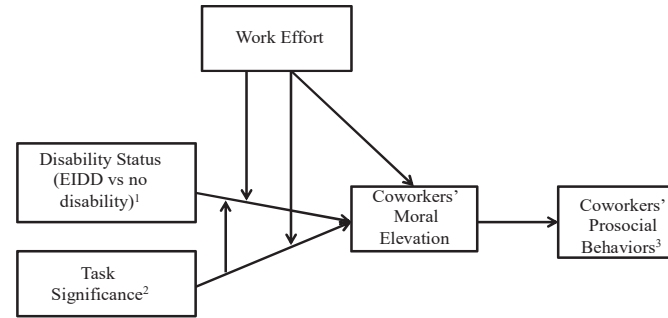 Work Effort
Disability Status
(EIDD vs no
disability)¹
Coworkers’
Moral
Elevation
Coworkers’
Prosocial
Behaviors³
Task
Significance²